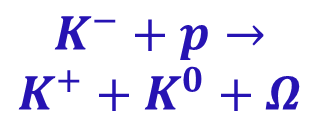 K⁻ + p →
K⁺ + K⁰ + Ω